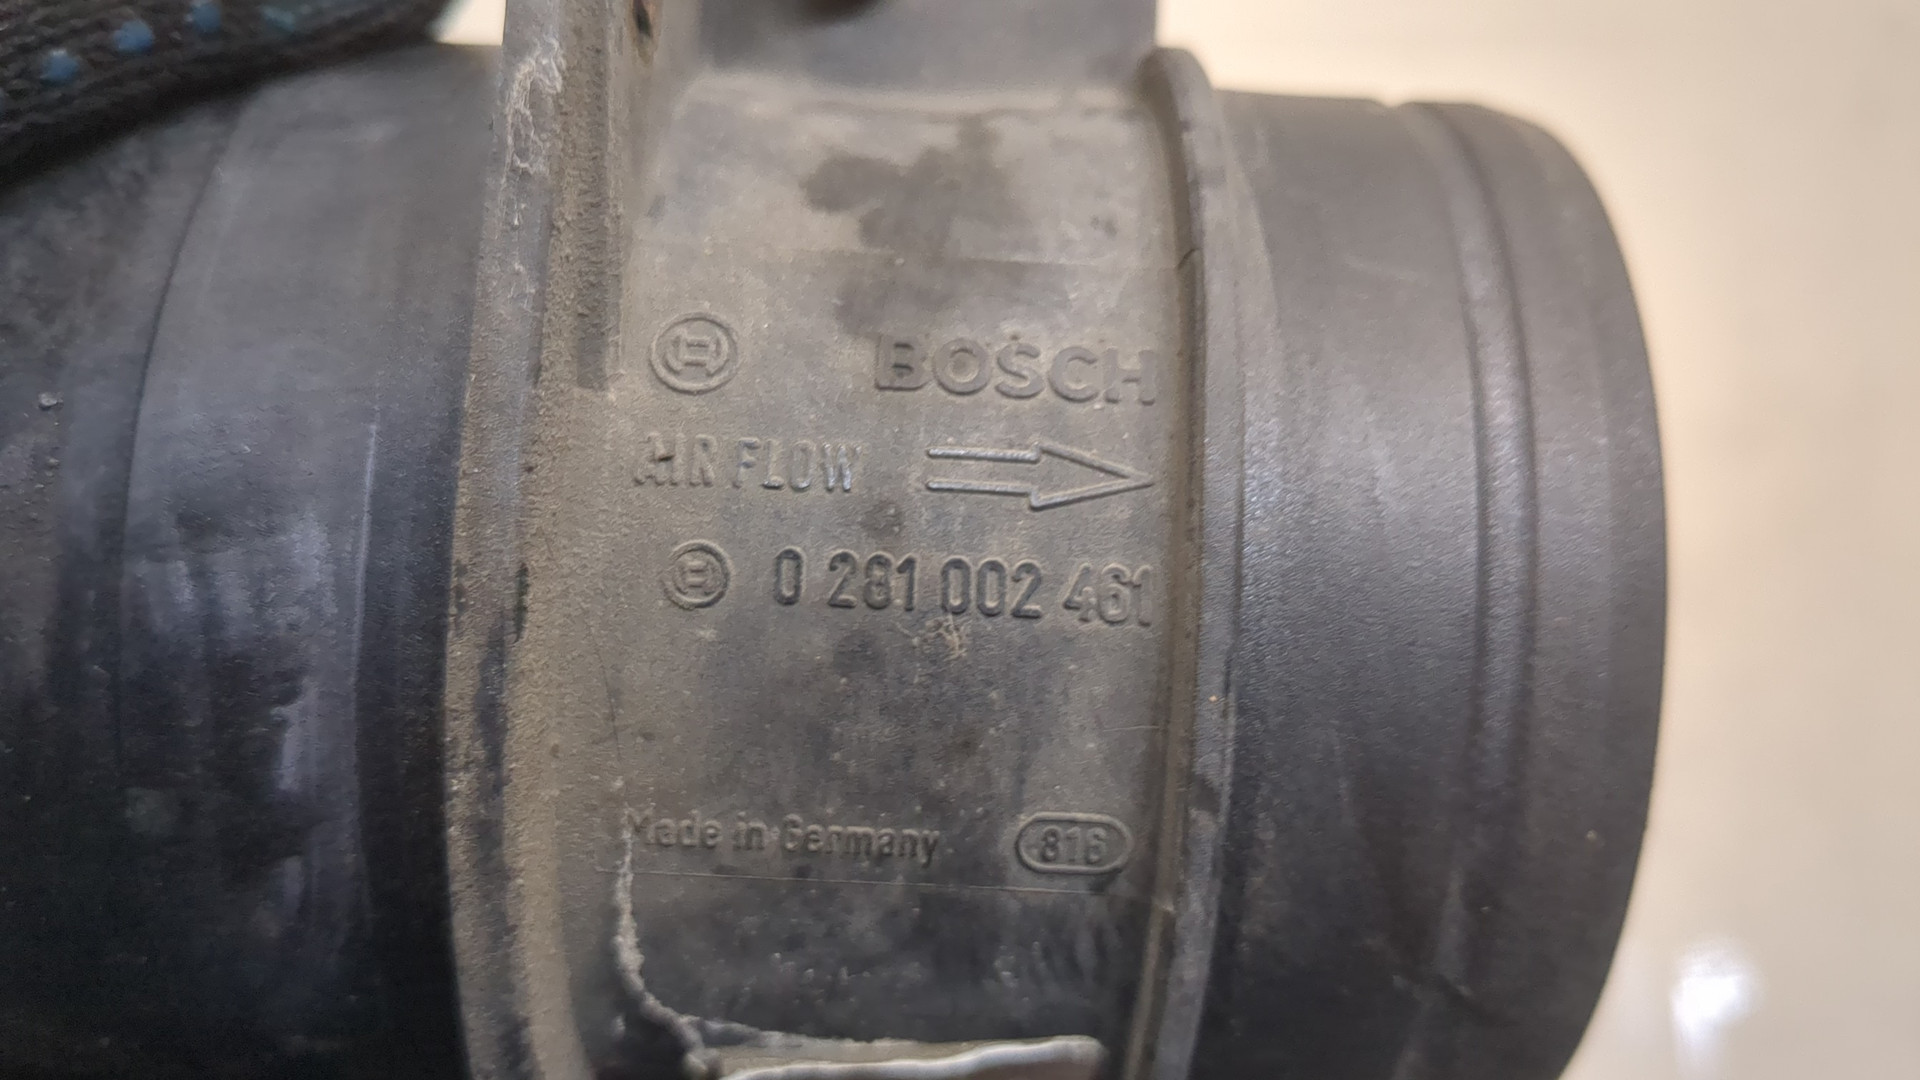 BOSCH
AIR FLOW
0 281 002 461
Made in Germany 816